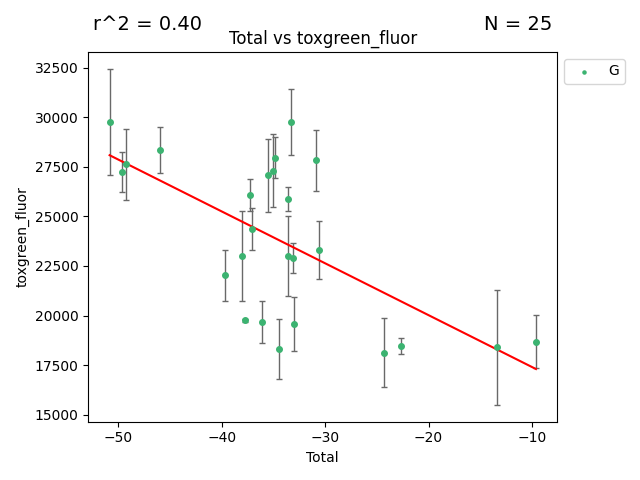 r^2 = 0.40
N = 25
Total vs toxgreen_fluor
G
toxgreen_fluor
32500
30000
27500
25000
22500
20000
17500
15000
−50
−40
−30
−20
−10
Total